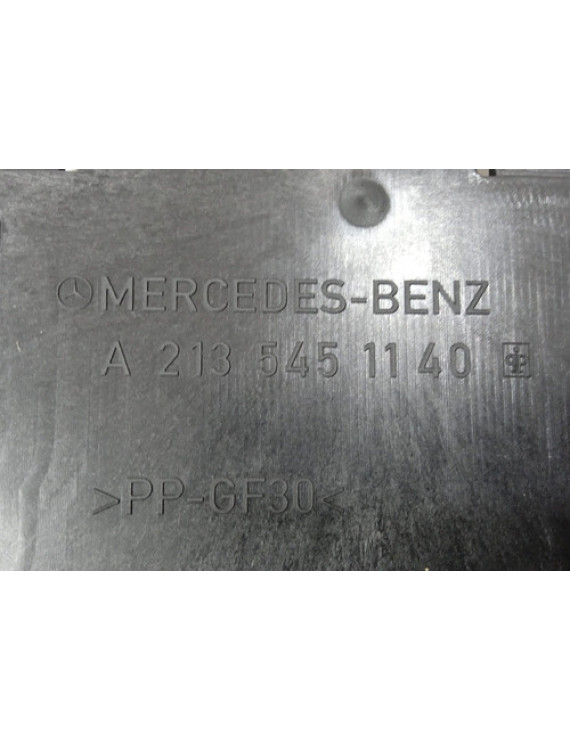 MERCEDES-BENZ
A 213 545 11 40
>PP-GF30<